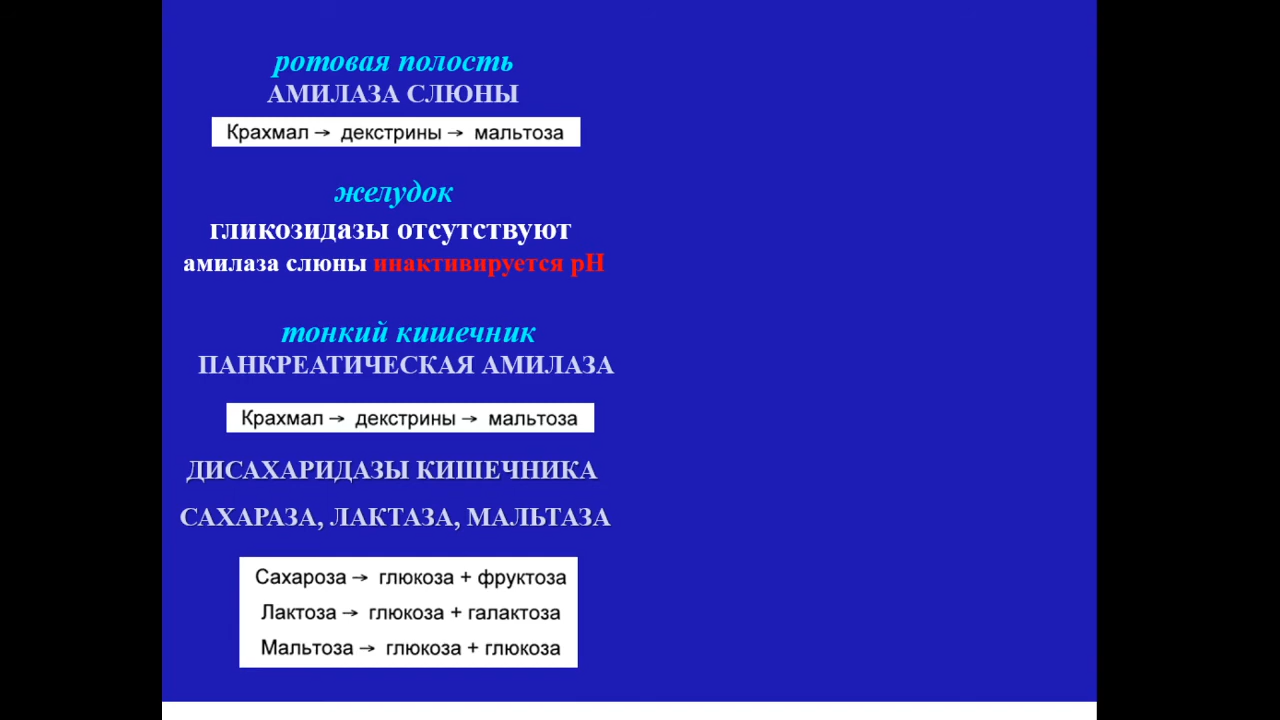 ротовая полость
АМИЛАЗА СЛЮНЫ
Крахмал → декстрины → мальтоза
желудок
гликозидазы отсутствуют
амилаза слюны инактивируется pH
тонкий кишечник
ПАНКРЕАТИЧЕСКАЯ АМИЛАЗА
Крахмал → декстрины → мальтоза
ДИСАХАРИДАЗЫ КИШЕЧНИКА
САХАРАЗА, ЛАКТАЗА, МАЛЬТАЗА
Сахароза → глюкоза + фруктоза
Лактоза → глюкоза + галактоза
Мальтоза → глюкоза + глюкоза